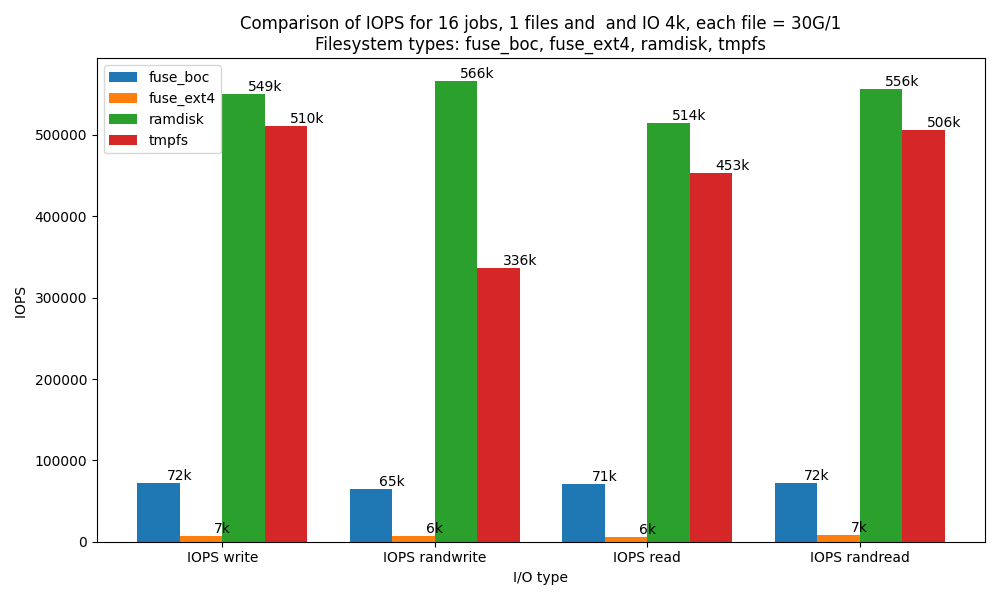 Comparison of IOPS for 16 jobs, 1 files and  and IO 4k, each file = 30G/1
Filesystem types: fuse_boc, fuse_ext4, ramdisk, tmpfs
fuse_boc
fuse_ext4
ramdisk
tmpfs
IOPS
500000
400000
300000
200000
100000
0
72k
7k
549k
510k
65k
6k
566k
336k
71k
6k
514k
453k
72k
7k
556k
506k
IOPS write
IOPS randwrite
IOPS read
IOPS randread
I/O type